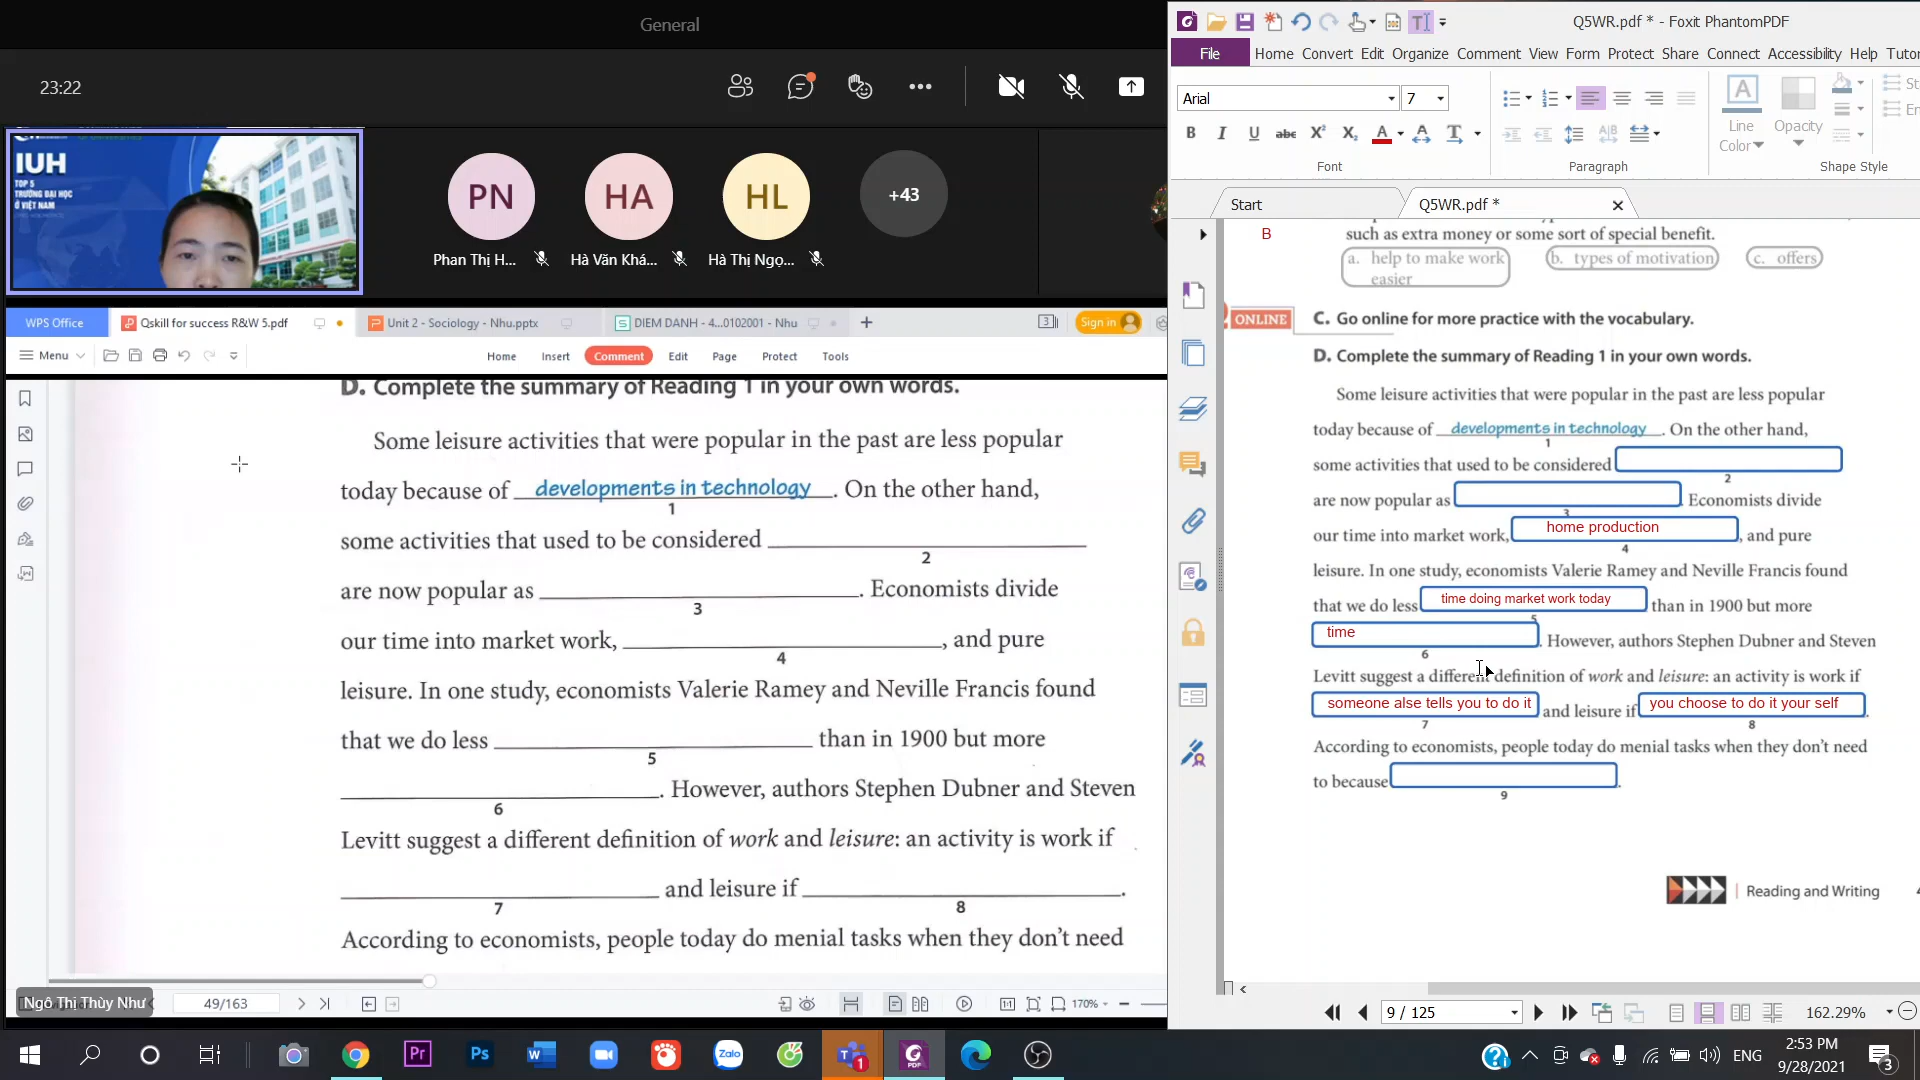 General
23:22
IUH
TOP 5
TRƯỜNG ĐẠI HỌC
Ở VIỆT NAM
PN
HA
HL
+43
Phan Thị H...
Hà Văn Khá...
Hà Thị Ngọ...
WPS Office
Qskill for success R&W 5.pdf
Unit 2 - Sociology - Nhu.pptx
DIEM DANH - 4...0102001 - Nhu
3
Sign in
Menu
Home
Insert
Comment
Edit
Page
Protect
Tools
D. Complete the summary of Reading 1 in your own words.
Some leisure activities that were popular in the past are less popular
today because of developments in technology. On the other hand,
1
some activities that used to be considered
2
are now popular as . Economists divide
3
our time into market work, , and pure
4
leisure. In one study, economists Valerie Ramey and Neville Francis found
that we do less than in 1900 but more
5
. However, authors Stephen Dubner and Steven
6
Levitt suggest a different definition of work and leisure: an activity is work if
and leisure if .
7 8
According to economists, people today do menial tasks when they don't need
Ngô Thị Thùy Như
49/163
170%
Q5WR.pdf * - Foxit PhantomPDF
File
Home Convert Edit Organize Comment View Form Protect Share Connect Accessibility Help Tutor
Arial
7
Line
Color
Opacity
Font
Paragraph
Shape Style
Start
Q5WR.pdf *
B
such as extra money or some sort of special benefit.
a. help to make work
easier
b. types of motivation
c. offers
ONLINE
C. Go online for more practice with the vocabulary.
D. Complete the summary of Reading 1 in your own words.
Some leisure activities that were popular in the past are less popular
today because of developments in technology. On the other hand,
1
some activities that used to be considered
2
are now popular as . Economists divide
3
our time into market work, home production, and pure
4
leisure. In one study, economists Valerie Ramey and Neville Francis found
that we do less time doing market work today than in 1900 but more
5
time. However, authors Stephen Dubner and Steven
6
Levitt suggest a different definition of work and leisure: an activity is work if
someone alse tells you to do it and leisure if you choose to do it your self.
7 8
According to economists, people today do menial tasks when they don't need
to because .
9
Reading and Writing
9 / 125
162.29%
Pr
Ps
Zalo
1
PDF
ENG
2:53 PM
9/28/2021
3